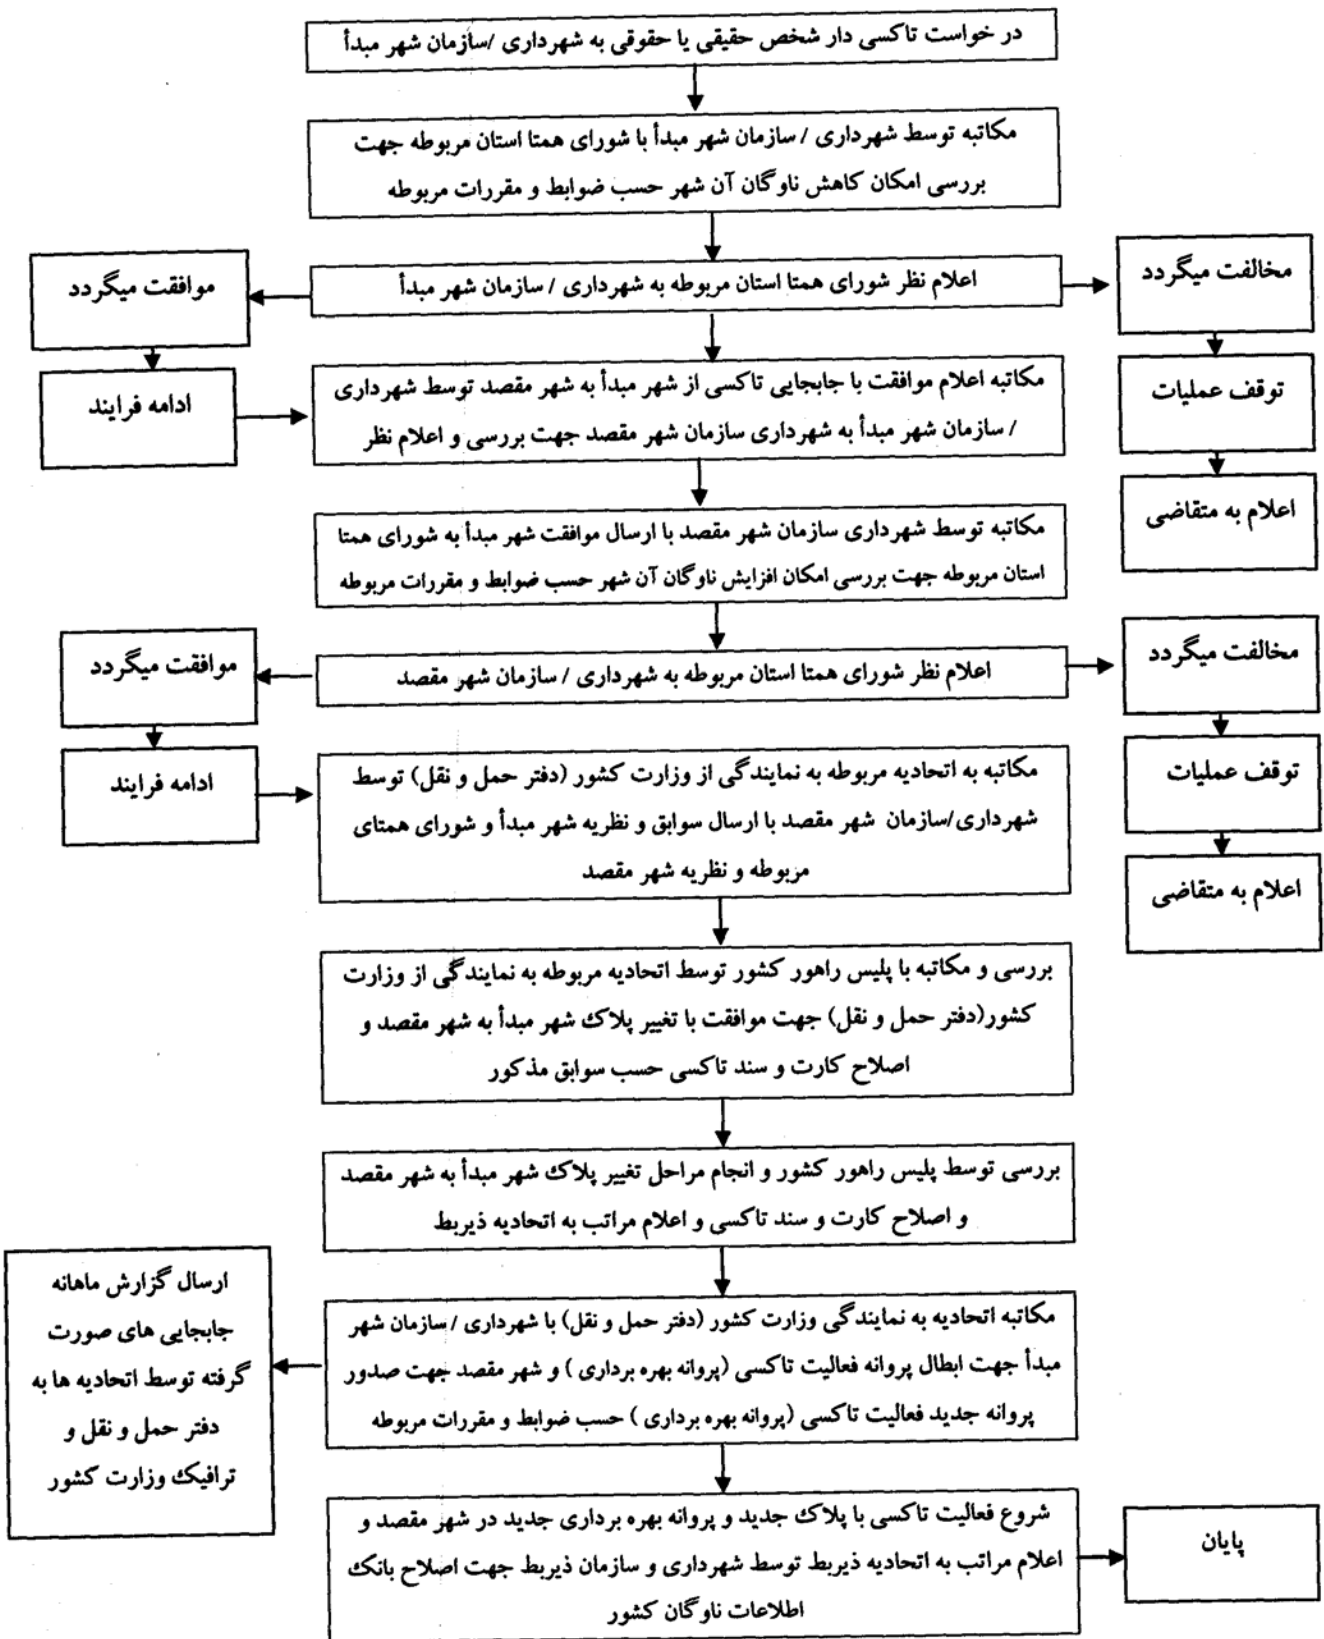 در خواست تاکسی دار شخص حقیقی یا حقوقی به شهرداری /سازمان شهر مبدأ
مکاتبه توسط شهرداری / سازمان شهر مبدأ با شورای همتا استان مربوطه جهت
بررسی امکان کاهش ناوگان آن شهر حسب ضوابط و مقررات مربوطه
مخالفت میگردد
اعلام نظر شورای همتا استان مربوطه به شهرداری / سازمان شهر مبدأ
موافقت میگردد
توقف عملیات
ادامه فرایند
اعلام به متقاضی
مکاتبه اعلام موافقت با جابجایی تاکسی از شهر مبدأ به شهر مقصد توسط شهرداری
/ سازمان شهر مبدأ به شهرداری سازمان شهر مقصد جهت بررسی و اعلام نظر
مکاتبه توسط شهرداری سازمان شهر مقصد با ارسال موافقت شهر مبدأ به شورای همتا
استان مربوطه جهت بررسی امکان افزایش ناوگان آن شهر حسب ضوابط و مقررات مربوطه
مخالفت میگردد
اعلام نظر شورای همتا استان مربوطه به شهرداری / سازمان شهر مقصد
موافقت میگردد
توقف عملیات
ادامه فرایند
اعلام به متقاضی
مکاتبه به اتحادیه مربوطه به نمایندگی از وزارت کشور (دفتر حمل و نقل) توسط
شهرداری/سازمان شهر مقصد با ارسال سوابق و نظریه شهر مبدأ و شورای همتای
مربوطه و نظریه شهر مقصد
بررسی و مکاتبه با پلیس راهور کشور توسط اتحادیه مربوطه به نمایندگی از وزارت
کشور(دفتر حمل و نقل) جهت موافقت با تغییر پلاک شهر مبدأ به شهر مقصد و
اصلاح کارت و سند تاکسی حسب سوابق مذکور
بررسی توسط پلیس راهور کشور و انجام مراحل تغییر پلاک شهر مبدأ به شهر مقصد
و اصلاح کارت و سند تاکسی و اعلام مراتب به اتحادیه ذیربط
مکاتبه اتحادیه به نمایندگی وزارت کشور (دفتر حمل و نقل) با شهرداری /سازمان شهر
مبدأ جهت ابطال پروانه فعالیت تاکسی (پروانه بهره برداری ) و شهر مقصد جهت صدور
پروانه جدید فعالیت تاکسی (پروانه بهره برداری ) حسب ضوابط و مقررات مربوطه
ارسال گزارش ماهانه
جابجایی های صورت
گرفته توسط اتحادیه ها به
دفتر حمل و نقل و
ترافیک وزارت کشور
شروع فعالیت تاکسی با پلاک جدید و پروانه بهره برداری جدید در شهر مقصد و
اعلام مراتب به اتحادیه ذیربط توسط شهرداری و سازمان ذیربط جهت اصلاح بانک
اطلاعات ناوگان کشور
پایان